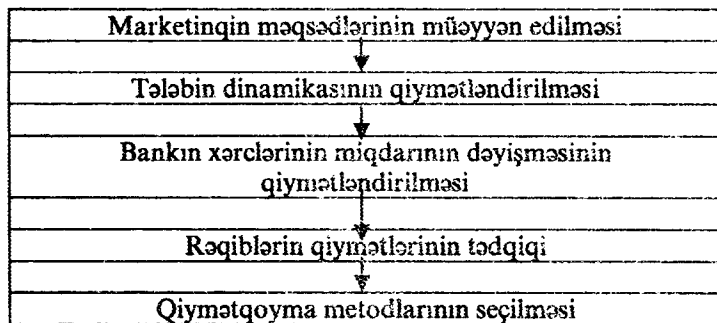 Marketinqin məqsədlərinin müəyyən edilməsi
Tələbin dinamikasının qiymətləndirilməsi
Bankın xərclərinin miqdarının dəyişməsinin
qiymətləndirilməsi
Rəqiblərin qiymətlərinin tədqiqi
Qiymətqoyma metodlarının seçilməsi